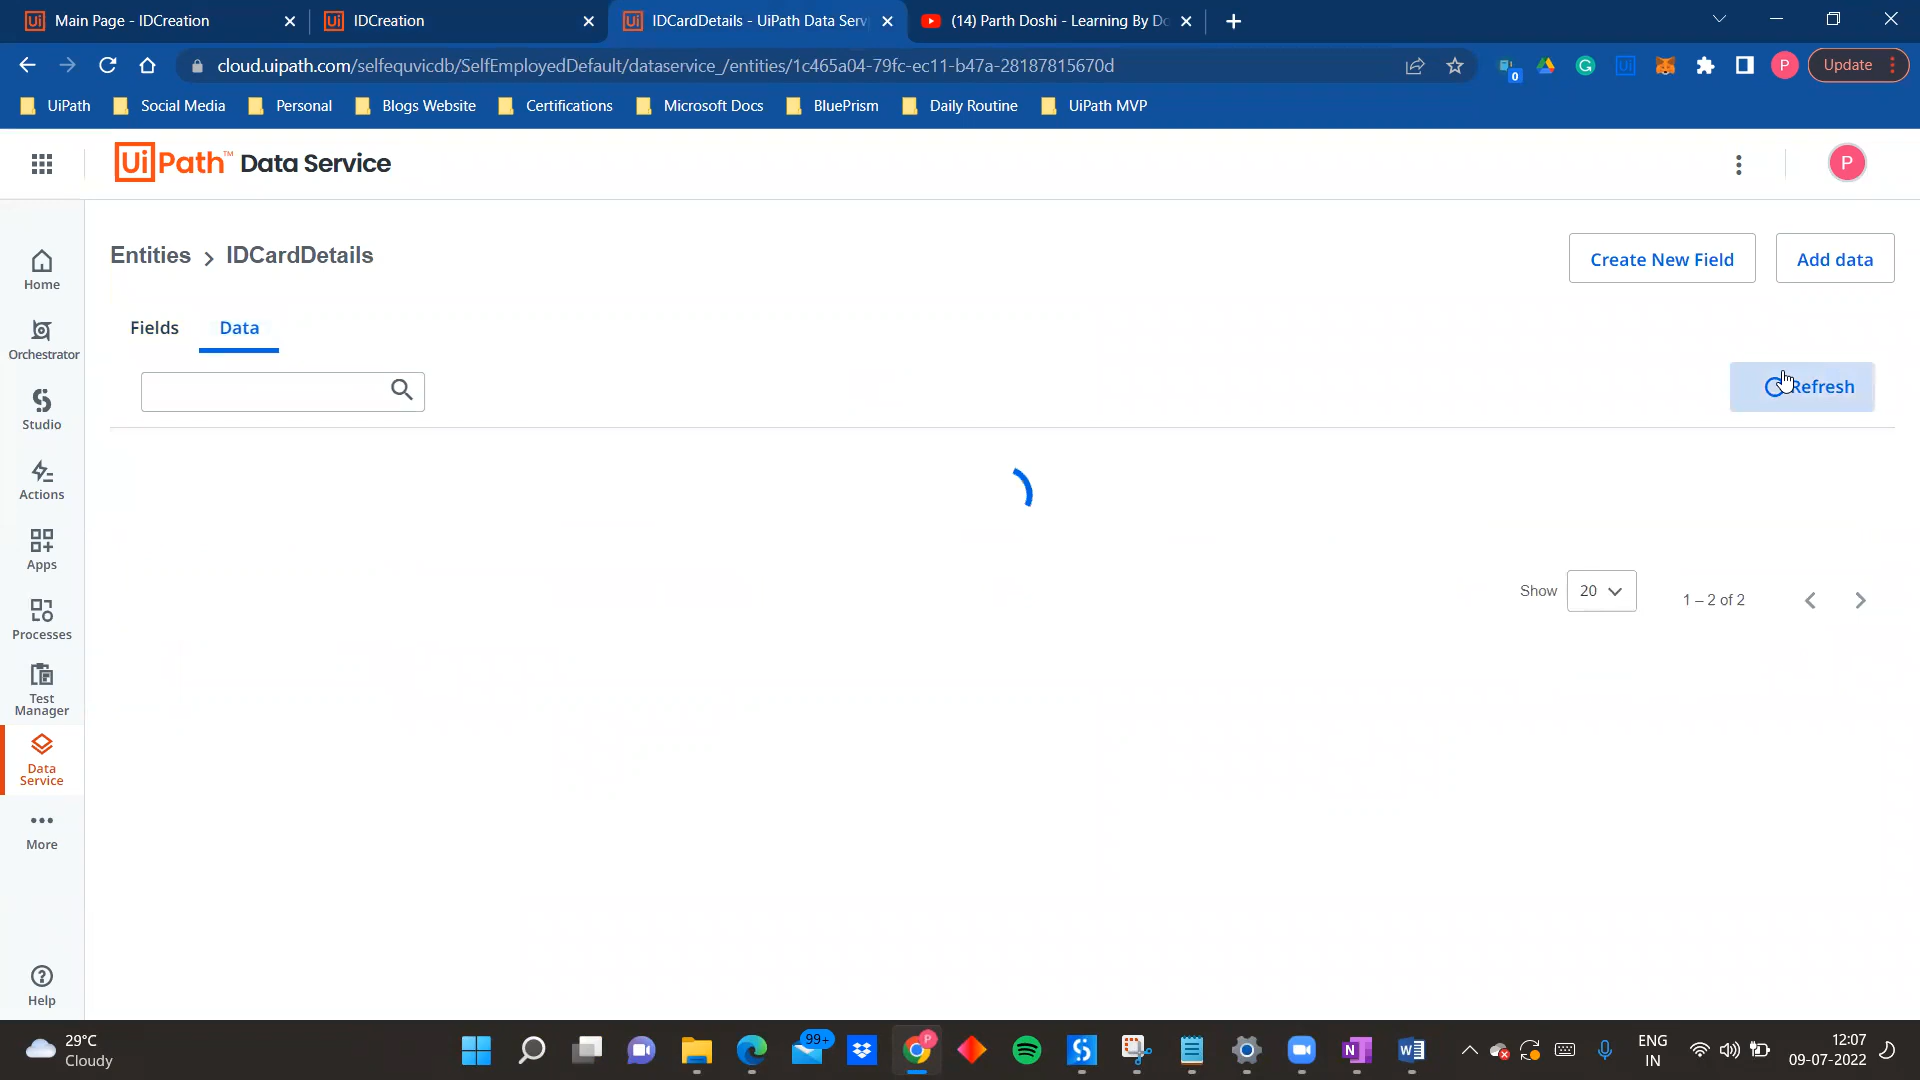 Main Page - IDCreation
IDCreation
IDCardDetails - UiPath Data Serv
(14) Parth Doshi - Learning By Do
cloud.uipath.com/selfequvicdb/SelfEmployedDefault/dataservice_/entities/1c465a04-79fc-ec11-b47a-28187815670d
0
P
Update
UiPath
Social Media
Personal
Blogs Website
Certifications
Microsoft Docs
BluePrism
Daily Routine
UiPath MVP
UiPath™ Data Service
P
Entities > IDCardDetails
Create New Field
Add data
Fields
Data
Refresh
Show
20
1 – 2 of 2
Home
Orchestrator
Studio
Actions
Apps
Processes
Test
Manager
Data
Service
More
Help
29°C
Cloudy
99+
ENG
IN
12:07
09-07-2022